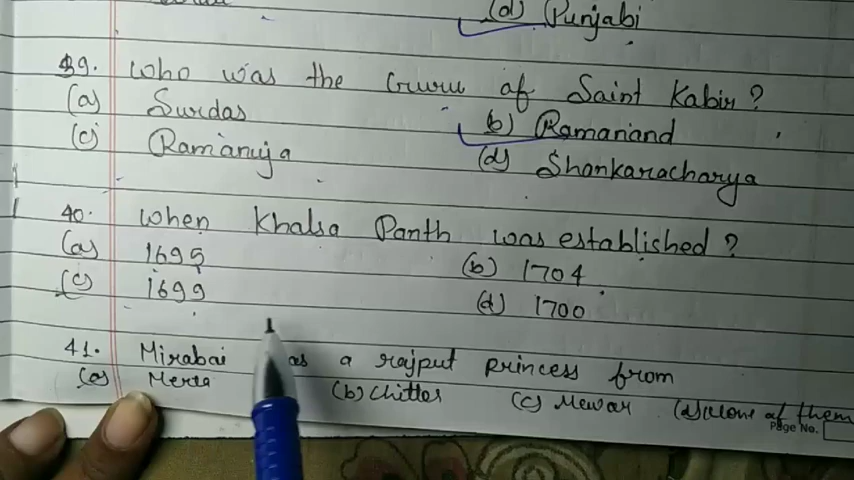 (d) Punjabi
39. Who was the Guru of Saint Kabir?
(a) Surdas
(b) Ramanand
(c) Ramanuja
(d) Shankaracharya
40. When Khalsa Panth was established?
(a) 1695
(b) 1704
(c) 1699
(d) 1700
41. Mirabai as a rajput princess from
(a) Merta (b) Chittor (c) Mewar (d) None of them
Page No.